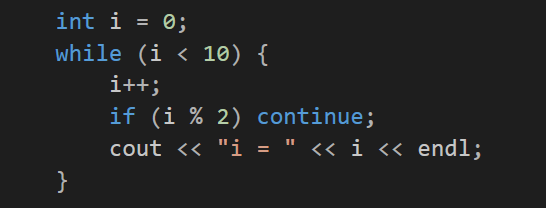 int i = 0;
while (i < 10) {
    i++;
    if (i % 2) continue;
    cout << "i = " << i << endl;
}